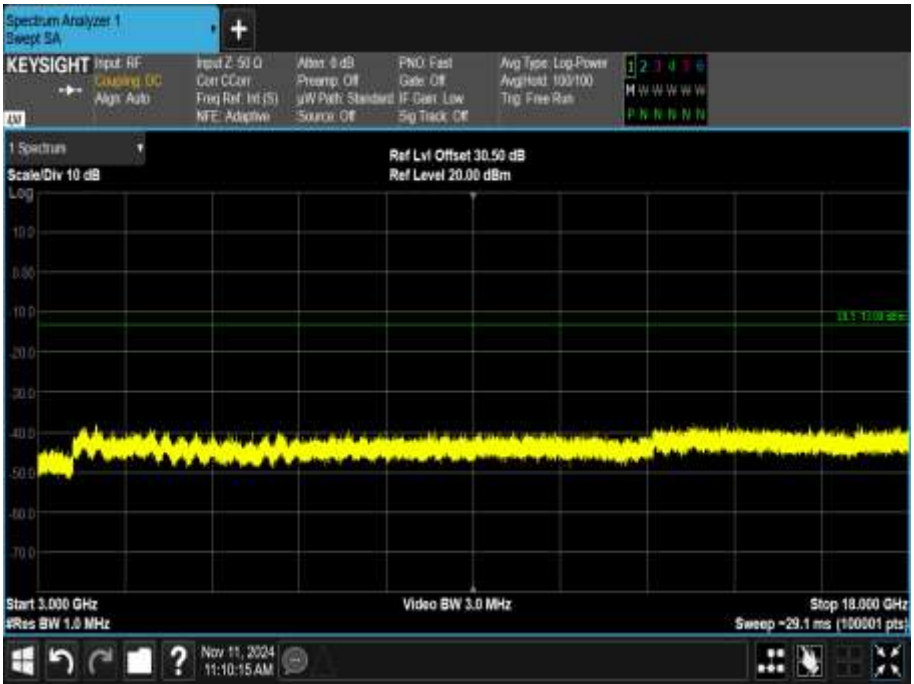 Spectrum Analyzer 1
Swept SA
+
KEYSIGHT
Input: RF
Coupling: DC
Align: Auto
Input Z: 50 Ω
Corr CCorr
Freq Ref: Int (S)
NFE: Adaptive
Atten: 0 dB
Preamp: Off
µW Path: Standard
Source: Off
PNO: Fast
Gate: Off
IF Gain: Low
Sig Track: Off
Avg Type: Log-Power
Avg|Hold: 100/100
Trig: Free Run
1 2 3 4 5 6
M W W W W W
P N N N N N
1 Spectrum
Scale/Div 10 dB
Ref Lvl Offset 30.50 dB
Ref Level 20.00 dBm
Log
10.0
0.00
-10.0
DL1 -13.00 dBm
-20.0
-30.0
-40.0
-50.0
-60.0
-70.0
Start 3.000 GHz
#Res BW 1.0 MHz
Video BW 3.0 MHz
Stop 18.000 GHz
Sweep ~29.1 ms (100001 pts)
?
Nov 11, 2024
11:10:15 AM